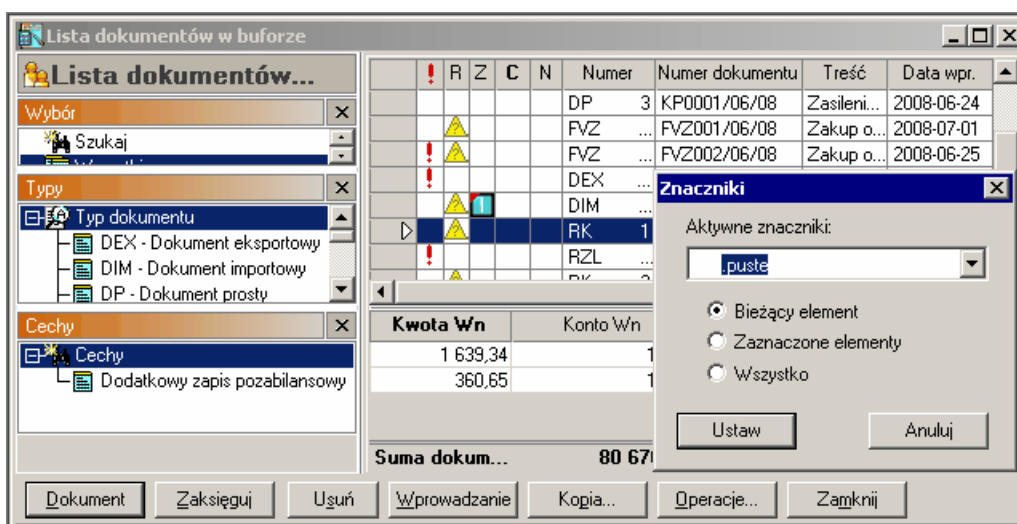 Lista dokumentów w buforze
Lista dokumentów...
Wybór
Szukaj
Typy
Typ dokumentu
DEX - Dokument eksportowy
DIM - Dokument importowy
DP - Dokument prosty
Cechy
Cechy
Dodatkowy zapis pozabilansowy
! R Z C N Numer Numer dokumentu Treść Data wpr.
DP 3 KP0001/06/08 Zasileni... 2008-06-24
FVZ ... FVZ001/06/08 Zakup o... 2008-07-01
! FVZ ... FVZ002/06/08 Zakup o... 2008-06-25
! DEX ...
DIM ...
RK 1
! RZL ...
Kwota Wn Konto Wn
1 639,34 1
360,65 1
Suma dokum... 80 67
Znaczniki
Aktywne znaczniki:
.puste
Bieżący element
Zaznaczone elementy
Wszystko
Ustaw Anuluj
Dokument Zaksięguj Usuń Wprowadzanie Kopia... Operacje... Zamknij